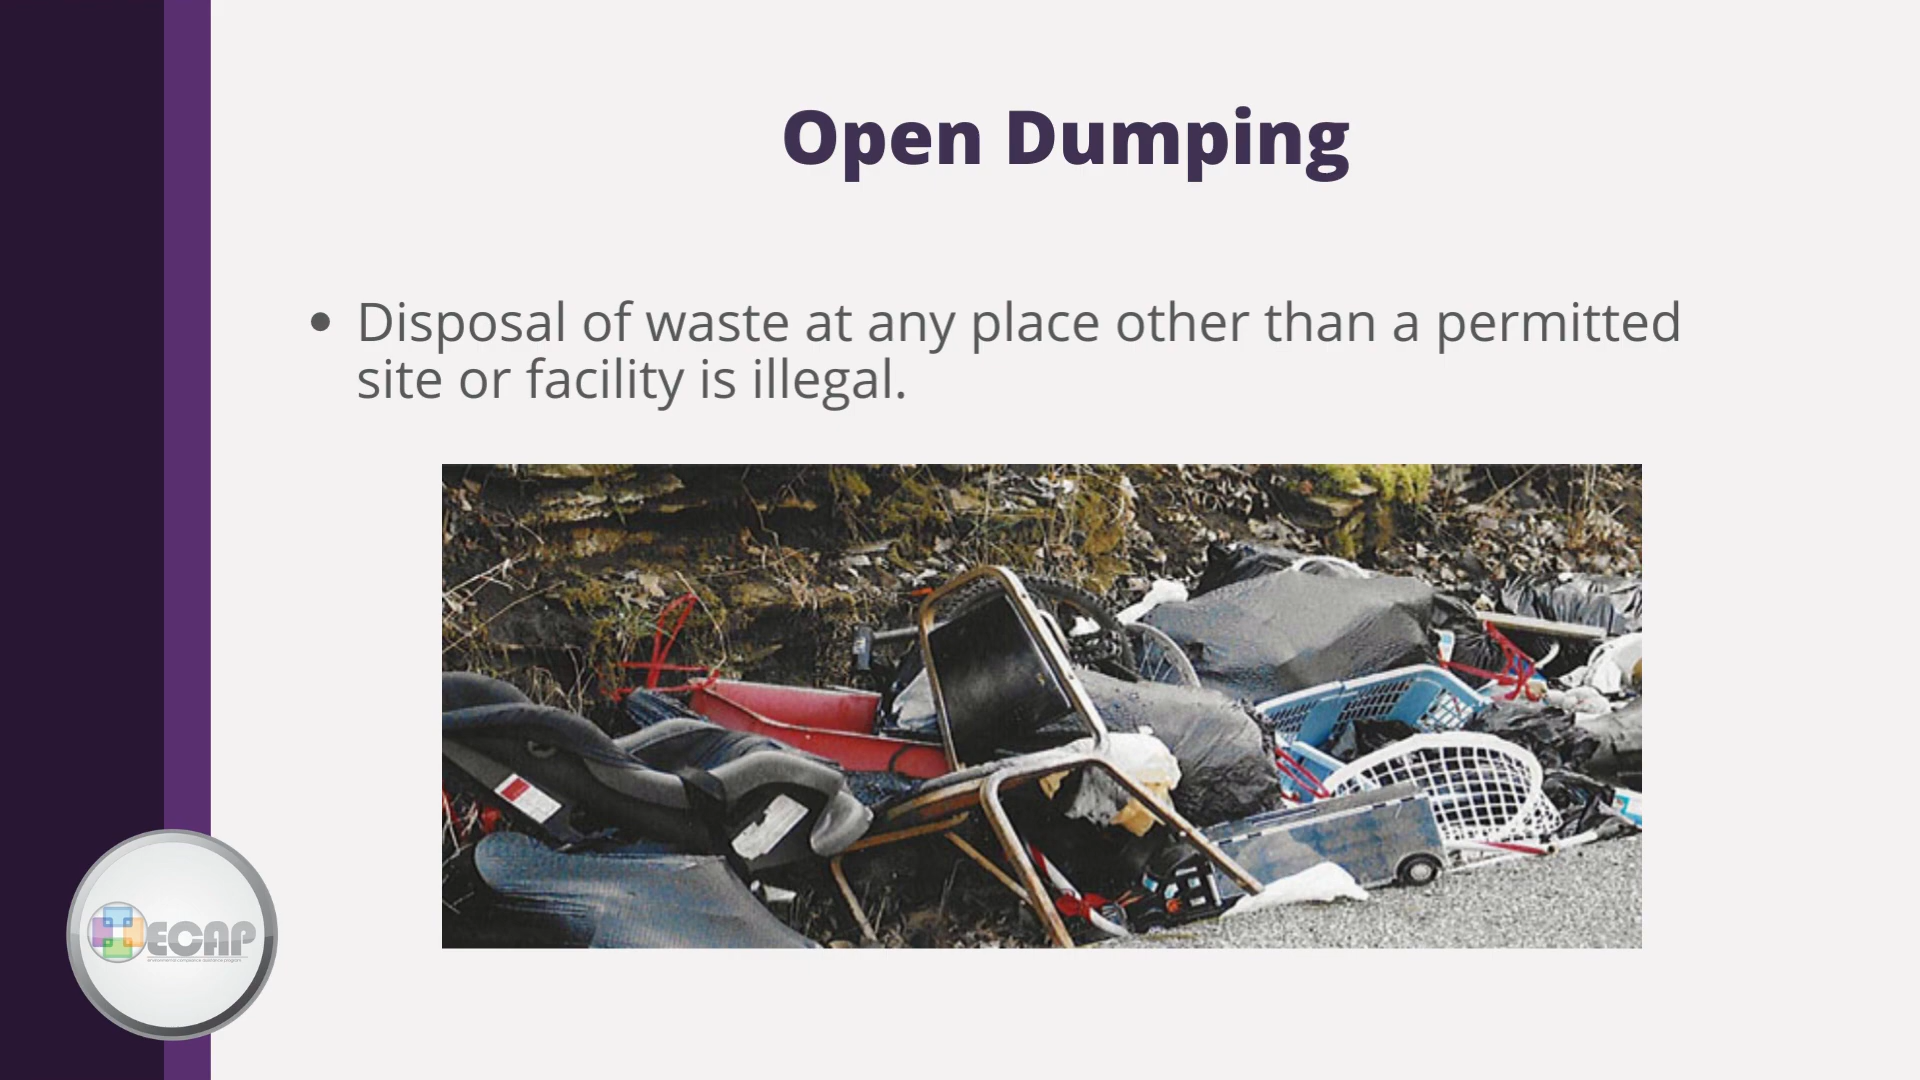 Open Dumping
• Disposal of waste at any place other than a permitted
site or facility is illegal.
ECAP